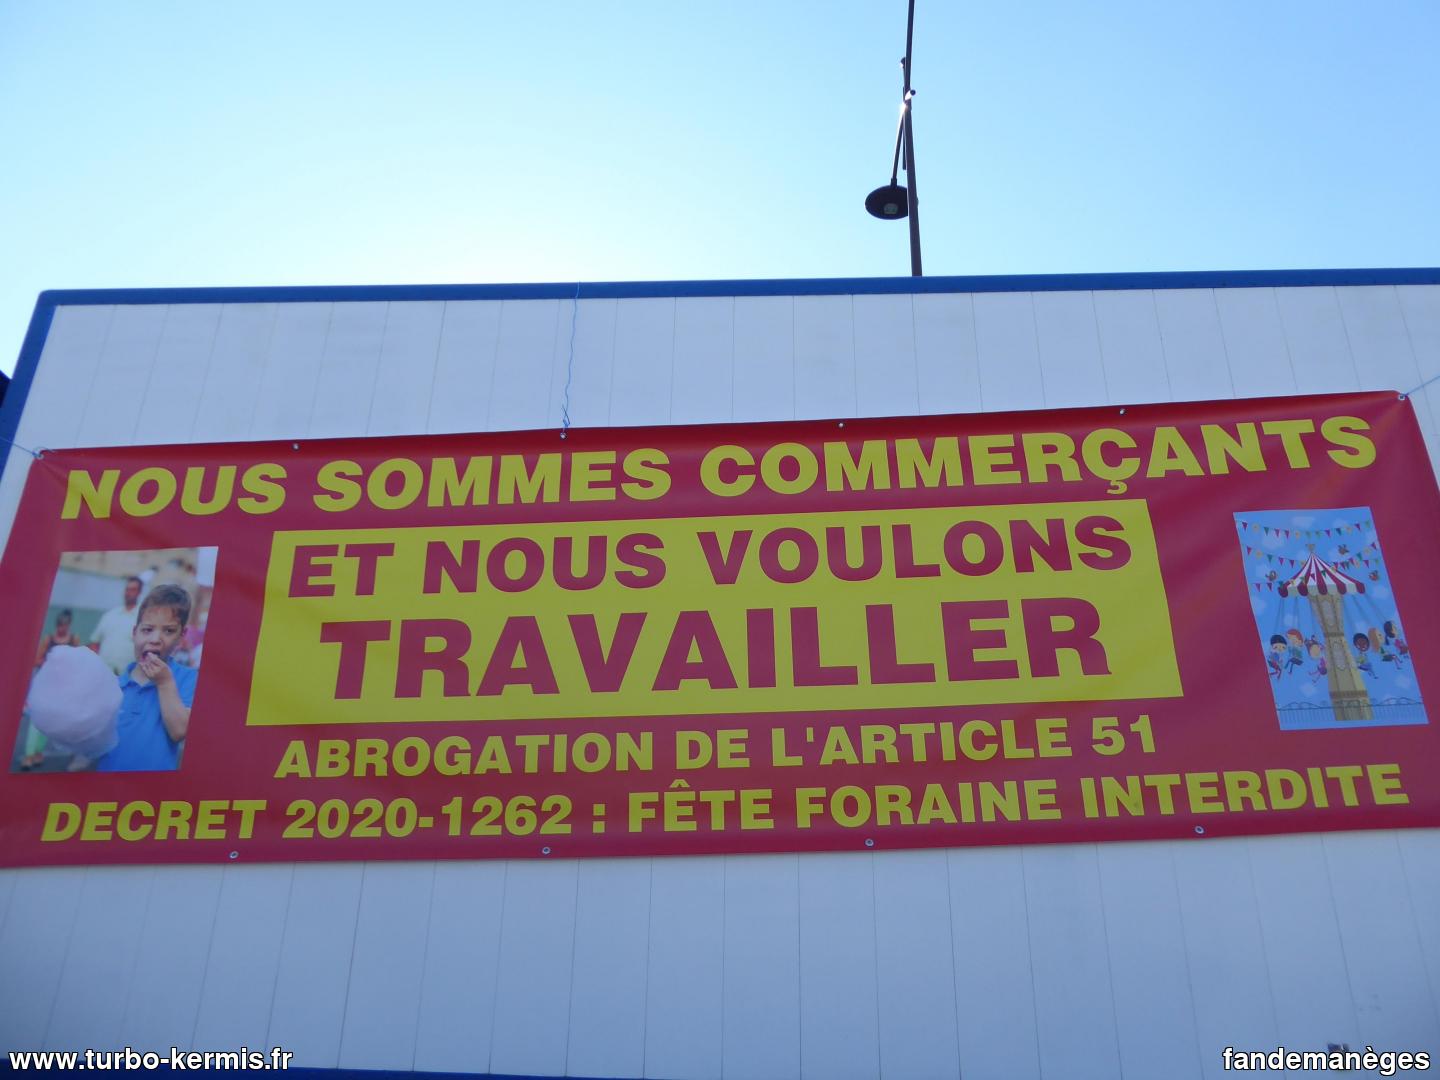 NOUS SOMMES COMMERÇANTS
ET NOUS VOULONS
TRAVAILLER
ABROGATION DE L'ARTICLE 51
DECRET 2020-1262 : FÊTE FORAINE INTERDITE
www.turbo-kermis.fr
fandemanèges